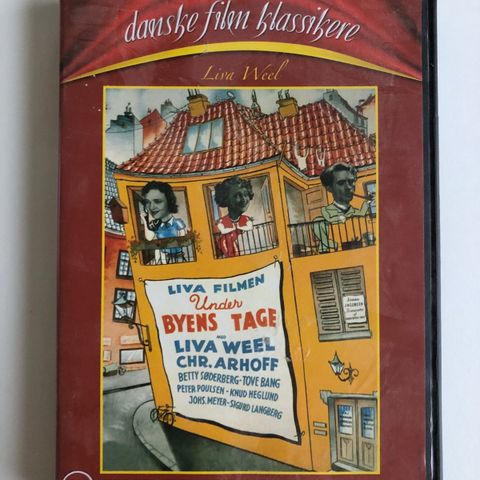 danske film klassikere
Liva Weel
LIVA FILMEN
Under
BYENS TAGE
MED
LIVA WEEL
CHR. ARHOFF
BETTY SØDERBERG - TOVE BANG
PETER POULSEN - KNUD HEGLUND
JOHS. MEYER - SIGURD LANGBERG